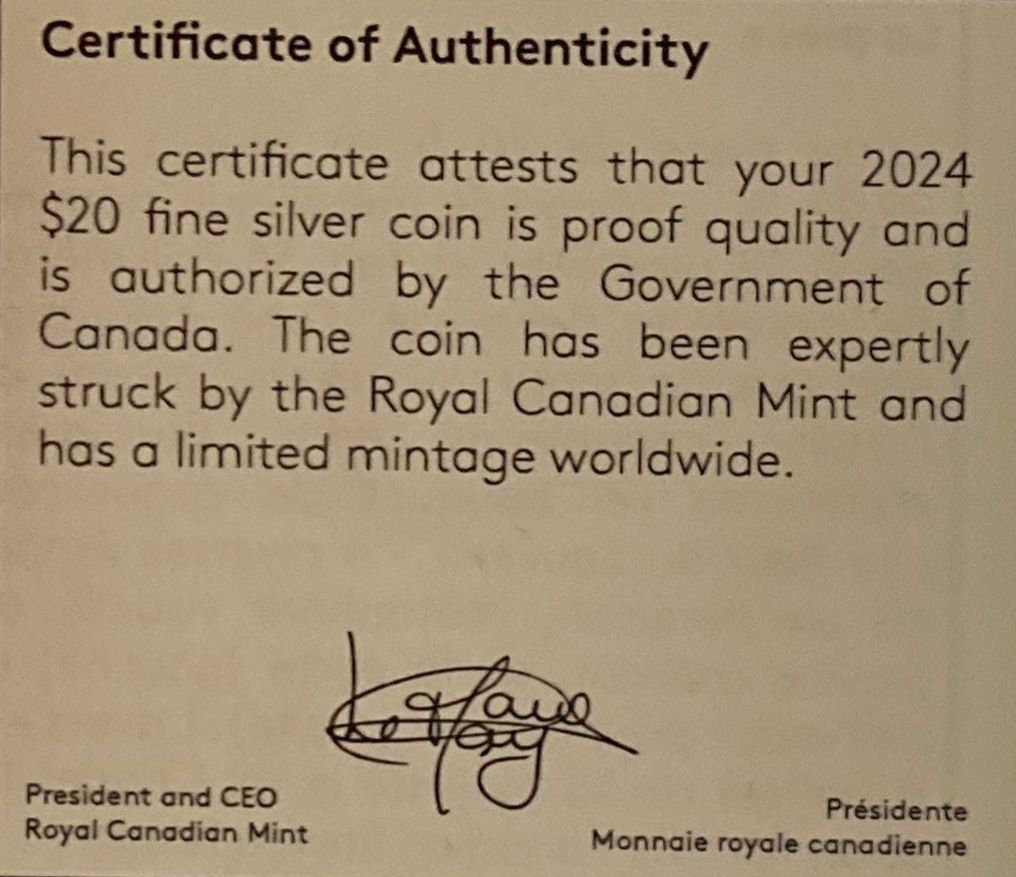 Certificate of Authenticity
This certificate attests that your 2024
$20 fine silver coin is proof quality and
is authorized by the Government of
Canada. The coin has been expertly
struck by the Royal Canadian Mint and
has a limited mintage worldwide.
President and CEO
Royal Canadian Mint
Présidente
Monnaie royale canadienne